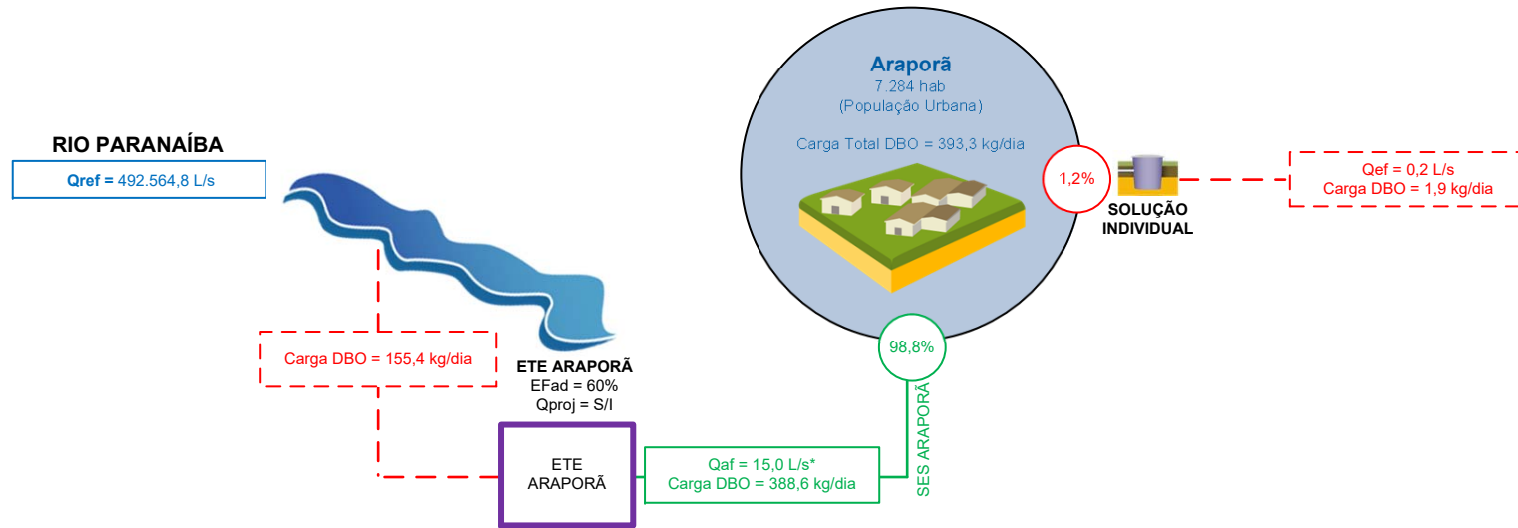 RIO PARANAÍBA
Qref = 492.564,8 L/s
Araporã
7.284 hab
(População Urbana)
Carga Total DBO = 393,3 kg/dia
1,2%
SOLUÇÃO
INDIVIDUAL
Qef = 0,2 L/s
Carga DBO = 1,9 kg/dia
98,8%
SES ARAPORÃ
Carga DBO = 155,4 kg/dia
ETE ARAPORÃ
EFad = 60%
Qproj = S/I
ETE
ARAPORÃ
Qaf = 15,0 L/s*
Carga DBO = 388,6 kg/dia